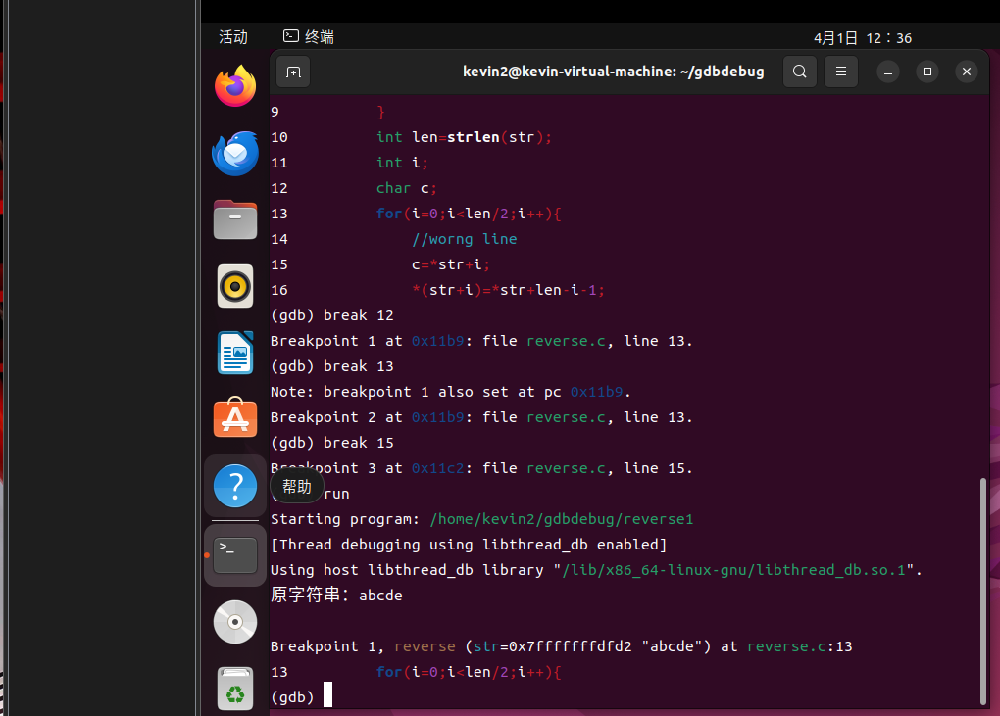 活动
终端
4月1日 12：36
kevin2@kevin-virtual-machine: ~/gdbdebug
9 }
10 int len=strlen(str);
11 int i;
12 char c;
13 for(i=0;i<len/2;i++){
14 //worng line
15 c=*str+i;
16 *(str+i)=*str+len-i-1;
(gdb) break 12
Breakpoint 1 at 0x11b9: file reverse.c, line 13.
(gdb) break 13
Note: breakpoint 1 also set at pc 0x11b9.
Breakpoint 2 at 0x11b9: file reverse.c, line 13.
(gdb) break 15
Breakpoint 3 at 0x11c2: file reverse.c, line 15.
帮助
run
Starting program: /home/kevin2/gdbdebug/reverse1
[Thread debugging using libthread_db enabled]
Using host libthread_db library "/lib/x86_64-linux-gnu/libthread_db.so.1".
原字符串：abcde
Breakpoint 1, reverse (str=0x7fffffffdfd2 "abcde") at reverse.c:13
13 for(i=0;i<len/2;i++){
(gdb)